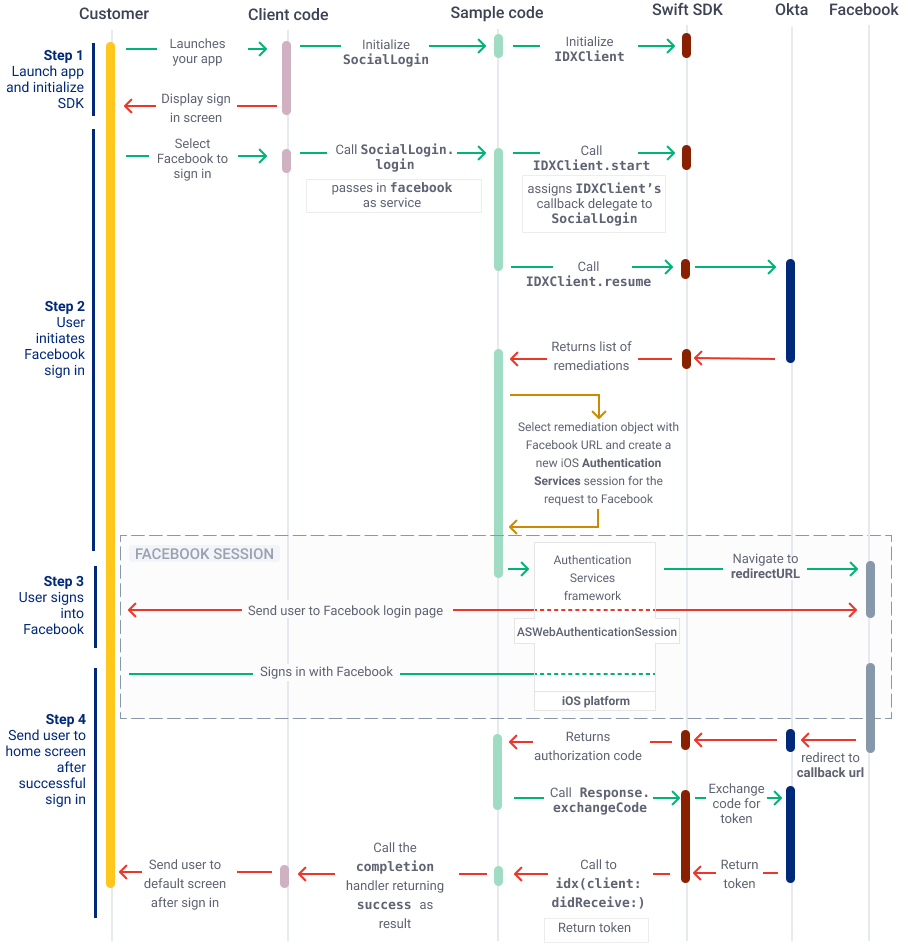 Customer
Client code
Sample code
Swift SDK
Okta
Facebook
Step 1
Launch app
and initialize
SDK
Launches
your app
Initialize
SocialLogin
Initialize
IDXClient
Display sign
in screen
Step 2
User
initiates
Facebook
sign in
Select
Facebook to
sign in
Call SocialLogin.
login
passes in facebook
as service
Call
IDXClient.start
assigns IDXClient’s
callback delegate to
SocialLogin
Call
IDXClient.resume
Returns list of
remediations
Select remediation object with
Facebook URL and create a
new iOS Authentication
Services session for the
request to Facebook
FACEBOOK SESSION
Step 3
User signs
into
Facebook
Authentication
Services
framework
Navigate to
redirectURL
Send user to Facebook login page
ASWebAuthenticationSession
Signs in with Facebook
iOS platform
Step 4
Send user to
home screen
after
successful
sign in
Returns
authorization code
redirect to
callback url
Call Response.
exchangeCode
Exchange
code for
token
Send user to
default screen
after sign in
Call the
completion
handler returning
success as
result
Call to
idx(client:
didReceive:)
Return token
Return
token